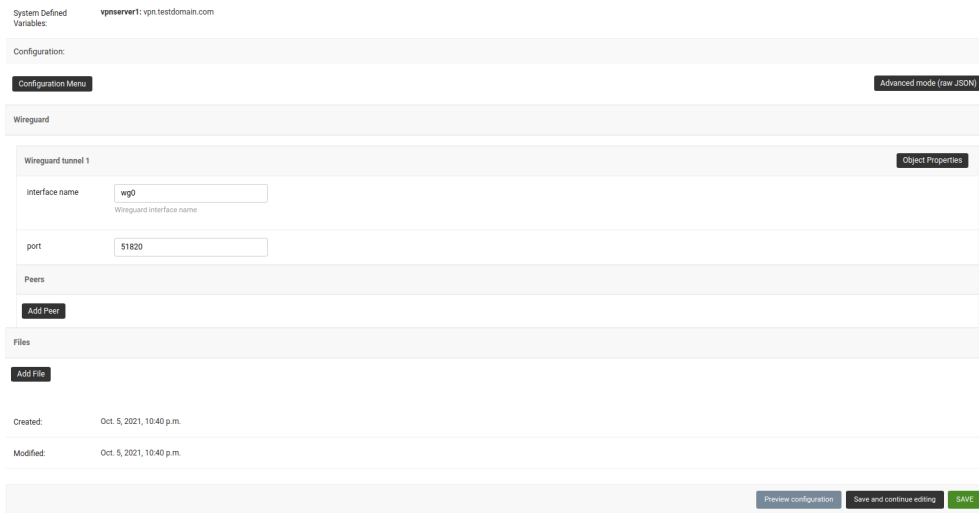 System Defined
Variables:
vpnserver1: vpn.testdomain.com
Configuration:
Configuration Menu
Advanced mode (raw JSON)
Wireguard
Wireguard tunnel 1
Object Properties
interface name
wg0
Wireguard interface name
port
51820
Peers
Add Peer
Files
Add File
Created:
Oct. 5, 2021, 10:40 p.m.
Modified:
Oct. 5, 2021, 10:40 p.m.
Preview configuration
Save and continue editing
SAVE